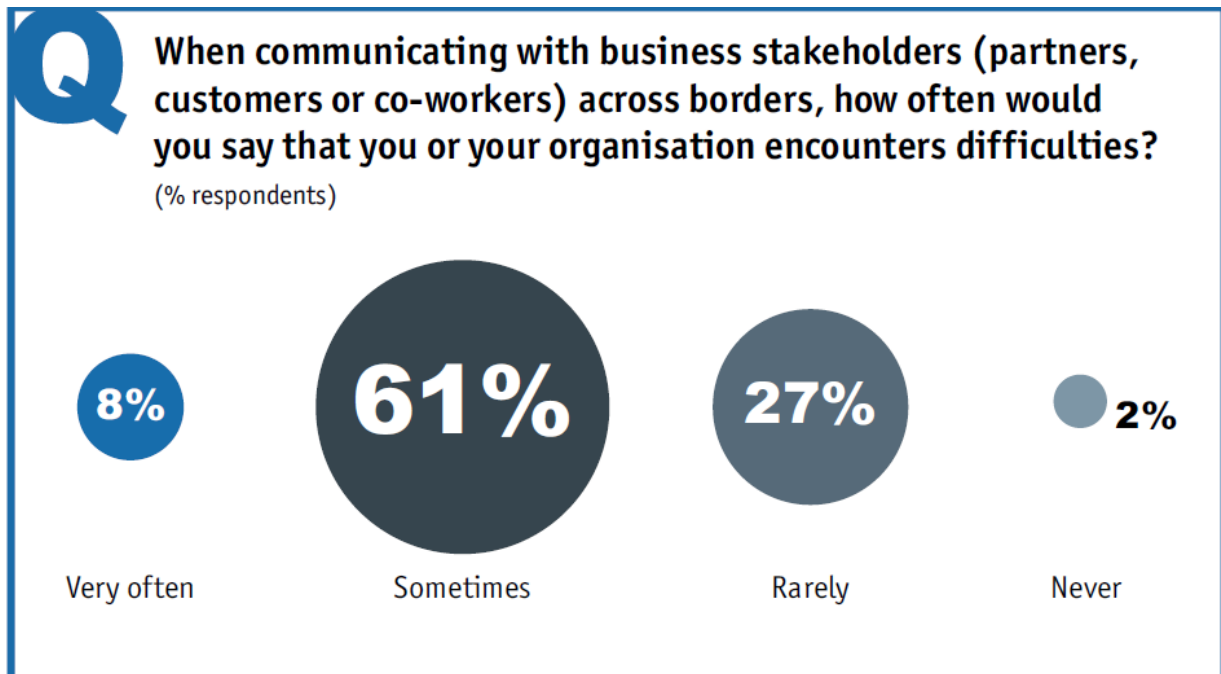 Q
When communicating with business stakeholders (partners,
customers or co-workers) across borders, how often would
you say that you or your organisation encounters difficulties?
(% respondents)
8%
61%
27%
2%
Very often
Sometimes
Rarely
Never